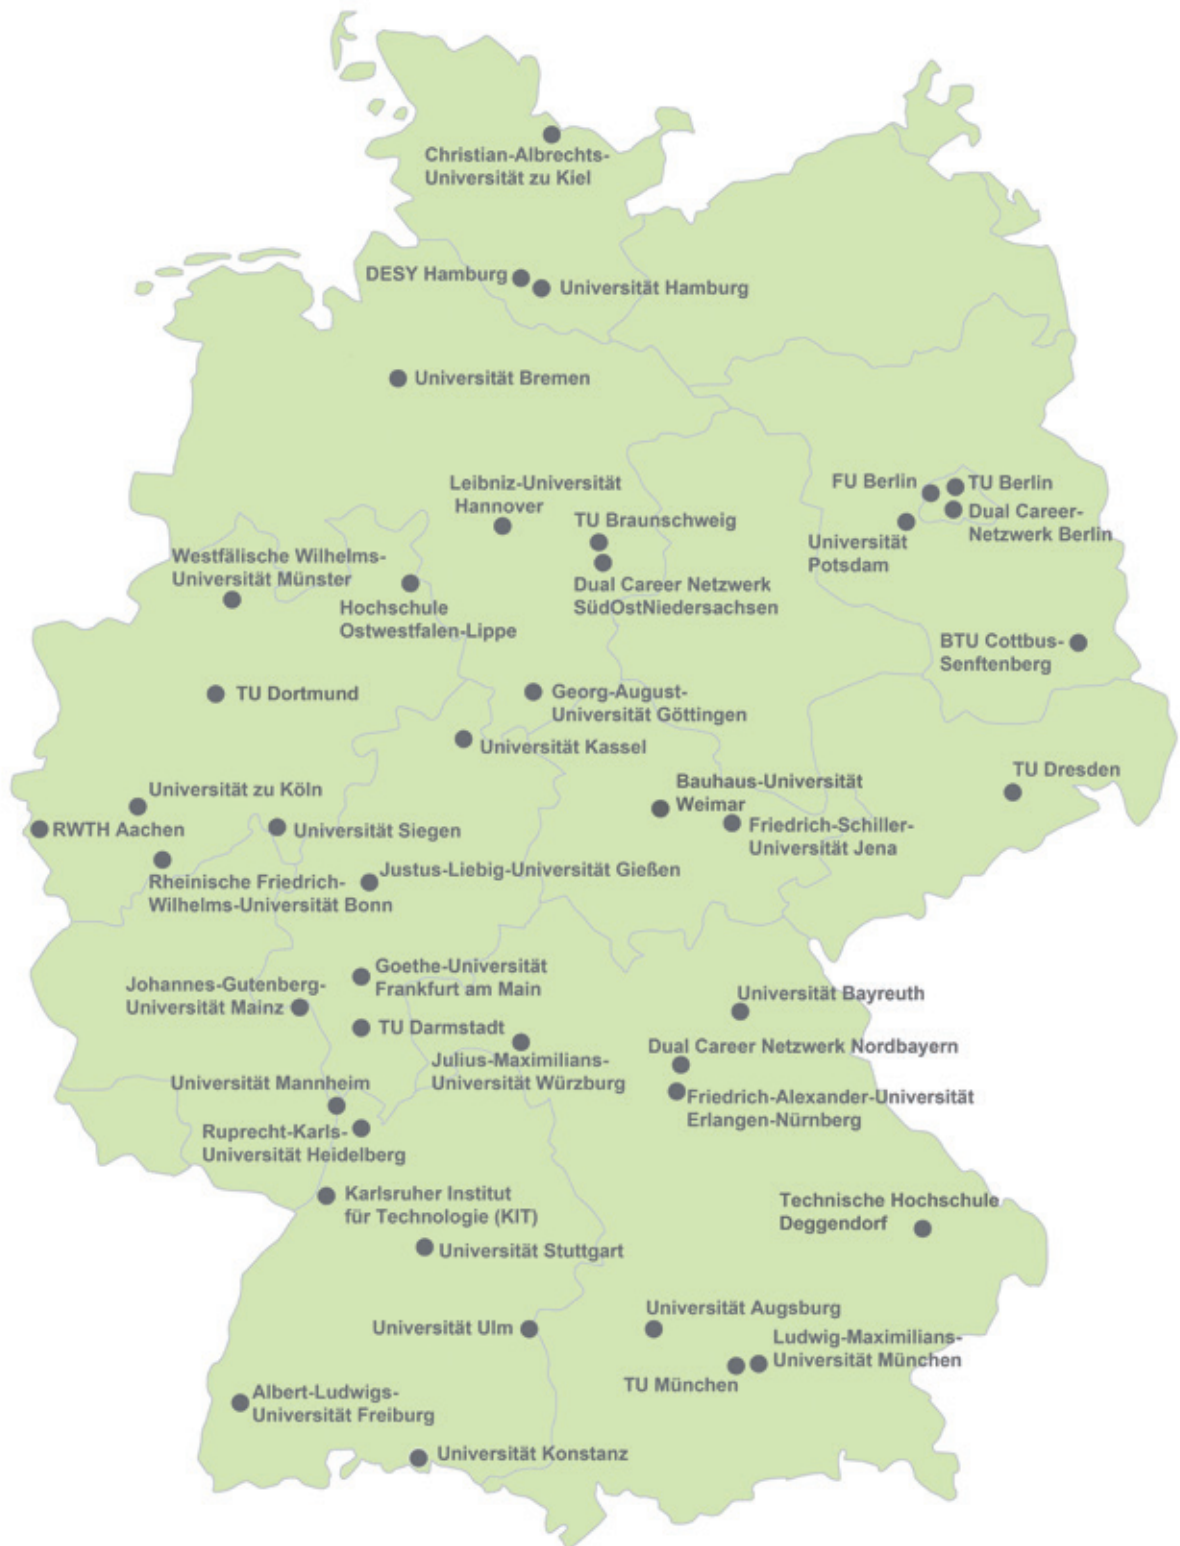 Christian-Albrechts-
Universität zu Kiel
DESY Hamburg
Universität Hamburg
Universität Bremen
Leibniz-Universität
Hannover
TU Braunschweig
Dual Career Netzwerk
SüdOstNiedersachsen
FU Berlin
TU Berlin
Dual Career-
Netzwerk Berlin
Universität
Potsdam
Westfälische Wilhelms-
Universität Münster
Hochschule
Ostwestfalen-Lippe
BTU Cottbus-
Senftenberg
TU Dortmund
Georg-August-
Universität Göttingen
Universität Kassel
TU Dresden
Bauhaus-Universität
Weimar
Friedrich-Schiller-
Universität Jena
Universität zu Köln
RWTH Aachen
Universität Siegen
Justus-Liebig-Universität Gießen
Rheinische Friedrich-
Wilhelms-Universität Bonn
Goethe-Universität
Frankfurt am Main
Johannes-Gutenberg-
Universität Mainz
Universität Bayreuth
TU Darmstadt
Julius-Maximilians-
Universität Würzburg
Dual Career Netzwerk Nordbayern
Friedrich-Alexander-Universität
Erlangen-Nürnberg
Universität Mannheim
Ruprecht-Karls-
Universität Heidelberg
Karlsruher Institut
für Technologie (KIT)
Technische Hochschule
Deggendorf
Universität Stuttgart
Universität Augsburg
Universität Ulm
Ludwig-Maximilians-
Universität München
TU München
Albert-Ludwigs-
Universität Freiburg
Universität Konstanz